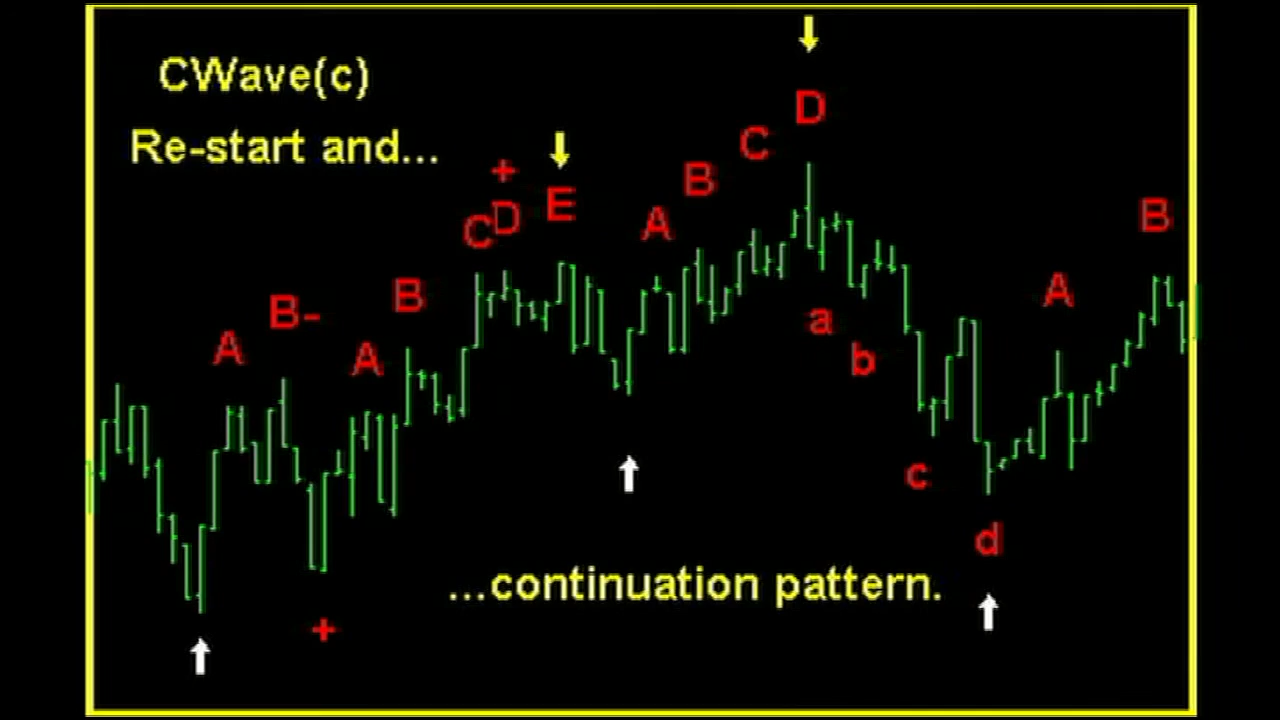 CWave(c)
Re-start and...
A
B-
A
B
C
D
+
E
A
B
C
D
a
b
c
d
A
B
+
...continuation pattern.